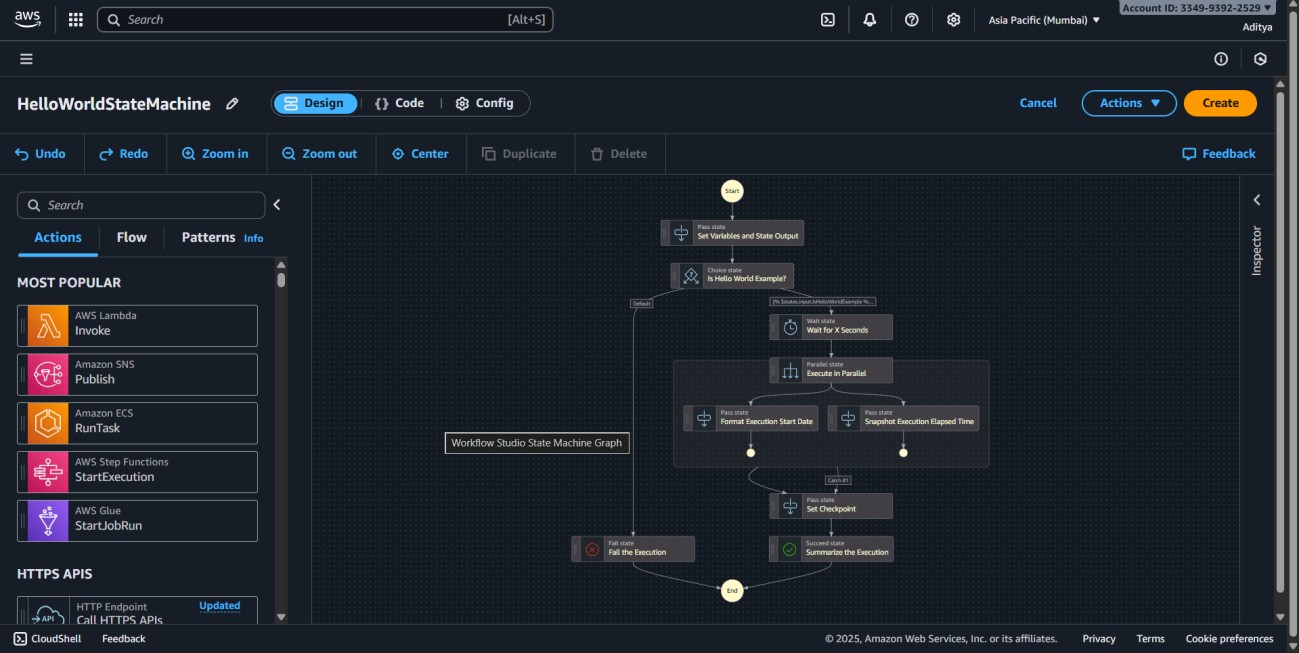 aws
Search
[Alt+S]
Asia Pacific (Mumbai)
Account ID: 3349-9392-2529
Aditya
HelloWorldStateMachine
Design
{} Code
Config
Cancel
Actions
Create
Undo
Redo
Zoom in
Zoom out
Center
Duplicate
Delete
Feedback
Search
Actions
Flow
Patterns Info
MOST POPULAR
AWS Lambda
Invoke
Amazon SNS
Publish
Amazon ECS
RunTask
AWS Step Functions
StartExecution
AWS Glue
StartJobRun
HTTPS APIS
API
HTTP Endpoint
Updated
Call HTTPS APIs
Start
Pass state
Set Variables and State Output
Choice state
Is Hello World Example?
Default
{% $states.input.IsHelloWorldExample %...
Wait state
Wait for X Seconds
Parallel state
Execute in Parallel
Pass state
Format Execution Start Date
Pass state
Snapshot Execution Elapsed Time
Workflow Studio State Machine Graph
Catch #1
Pass state
Set Checkpoint
Fail state
Fail the Execution
Succeed state
Summarize the Execution
End
Inspector
CloudShell
Feedback
© 2025, Amazon Web Services, Inc. or its affiliates.
Privacy
Terms
Cookie preferences